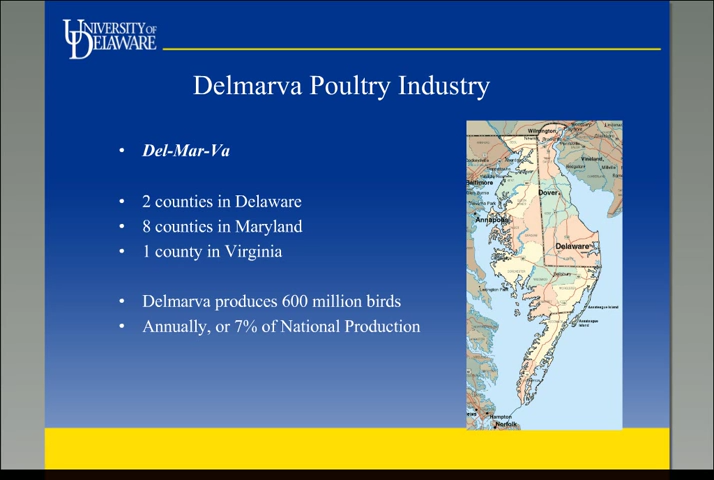 UNIVERSITY OF
DELAWARE
Delmarva Poultry Industry
• Del-Mar-Va
• 2 counties in Delaware
• 8 counties in Maryland
• 1 county in Virginia
• Delmarva produces 600 million birds
• Annually, or 7% of National Production
Wilmington
Vineland
Baltimore
Dover
Annapolis
Delaware
Salisbury
Hampton
Norfolk